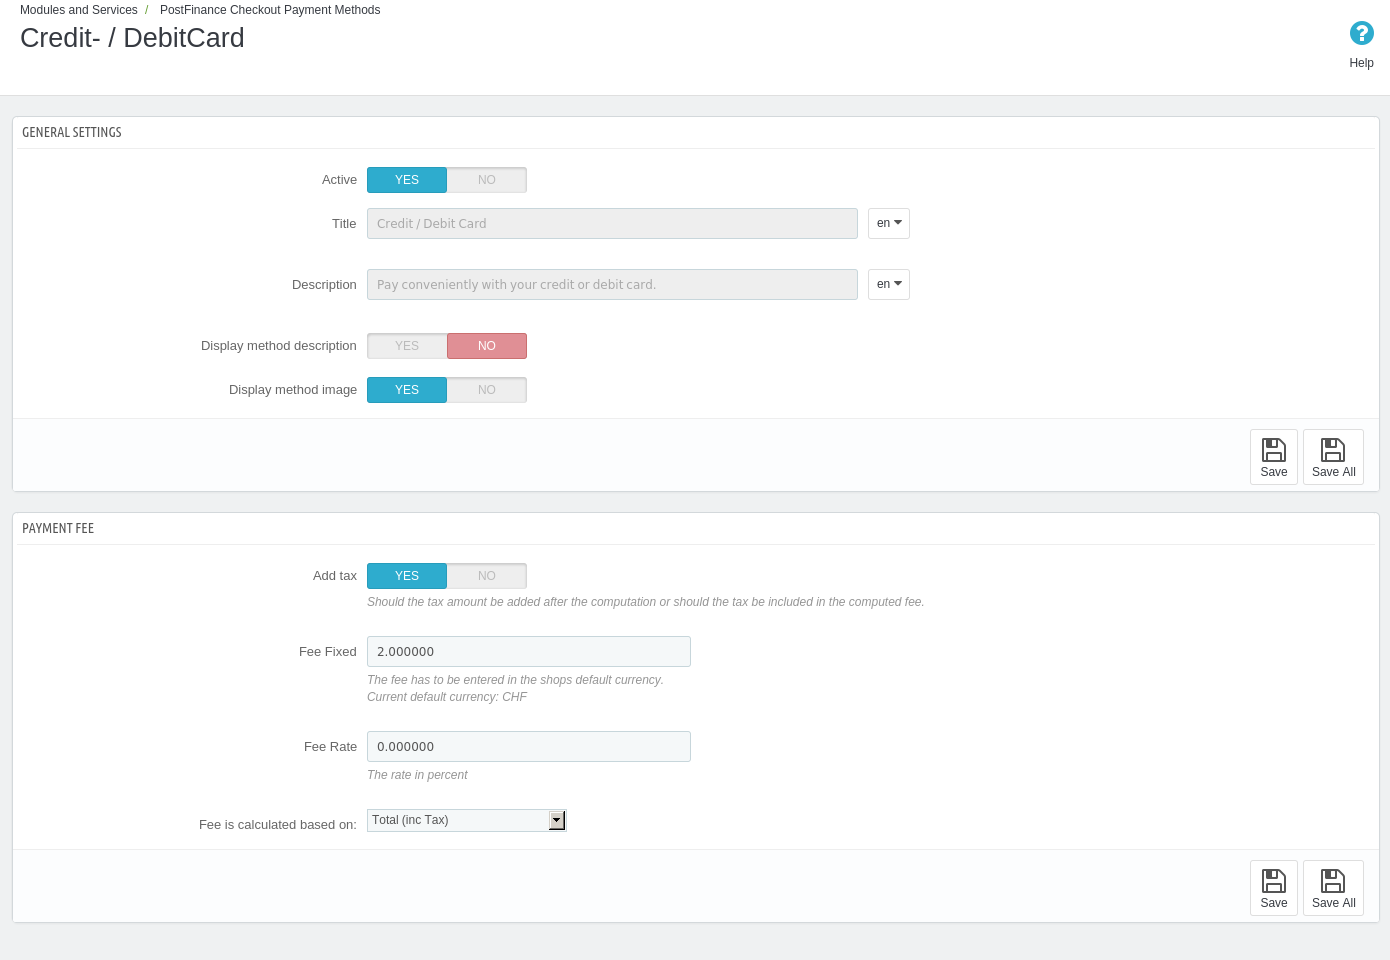 Modules and Services / PostFinance Checkout Payment Methods
Credit- / DebitCard
Help
GENERAL SETTINGS
Active YES NO
Title Credit / Debit Card en
Description Pay conveniently with your credit or debit card. en
Display method description YES NO
Display method image YES NO
Save Save All
PAYMENT FEE
Add tax YES NO
Should the tax amount be added after the computation or should the tax be included in the computed fee.
Fee Fixed 2.000000
The fee has to be entered in the shops default currency.
Current default currency: CHF
Fee Rate 0.000000
The rate in percent
Fee is calculated based on: Total (inc Tax)
Save Save All